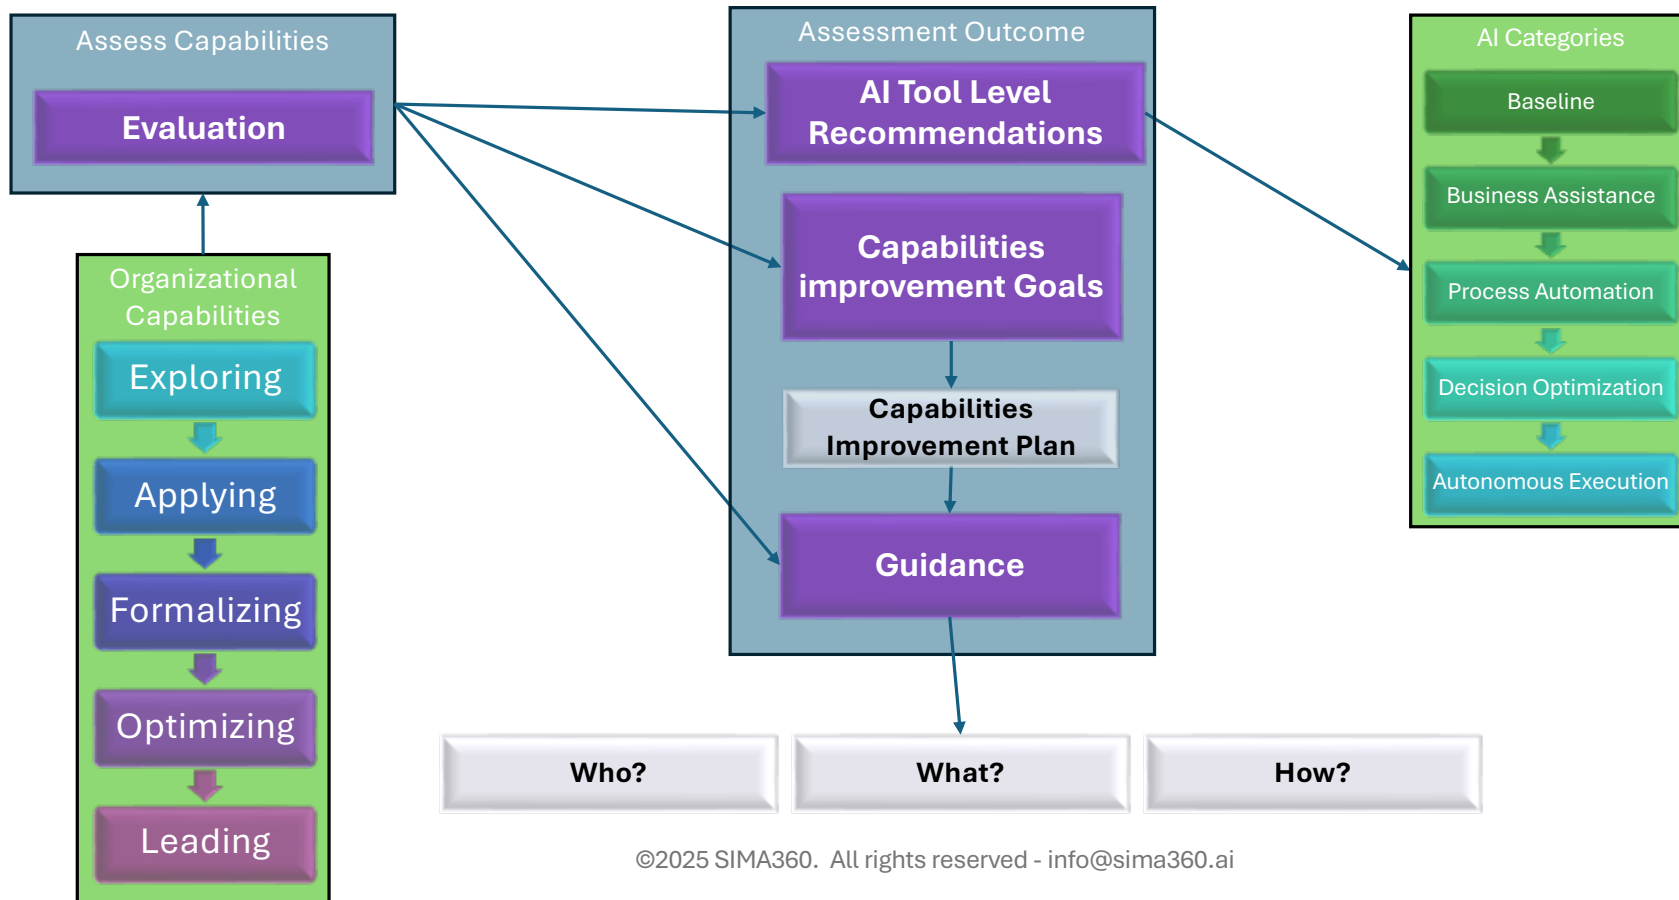 Assess Capabilities
Evaluation
Organizational
Capabilities
Exploring
Applying
Formalizing
Optimizing
Leading
Assessment Outcome
AI Tool Level
Recommendations
Capabilities
improvement Goals
Capabilities
Improvement Plan
Guidance
Who?
What?
How?
AI Categories
Baseline
Business Assistance
Process Automation
Decision Optimization
Autonomous Execution
©2025 SIMA360. All rights reserved - info@sima360.ai